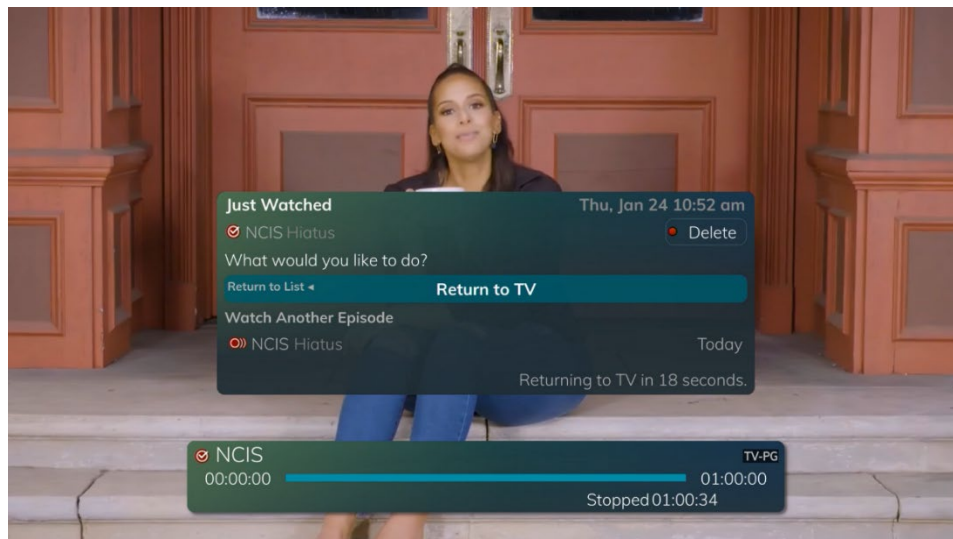 Just Watched Thu, Jan 24 10:52 am
NCIS Hiatus Delete
What would you like to do?
Return to List ◂ Return to TV
Watch Another Episode
NCIS Hiatus Today
Returning to TV in 18 seconds.
NCIS TV-PG
00:00:00 01:00:00
Stopped 01:00:34